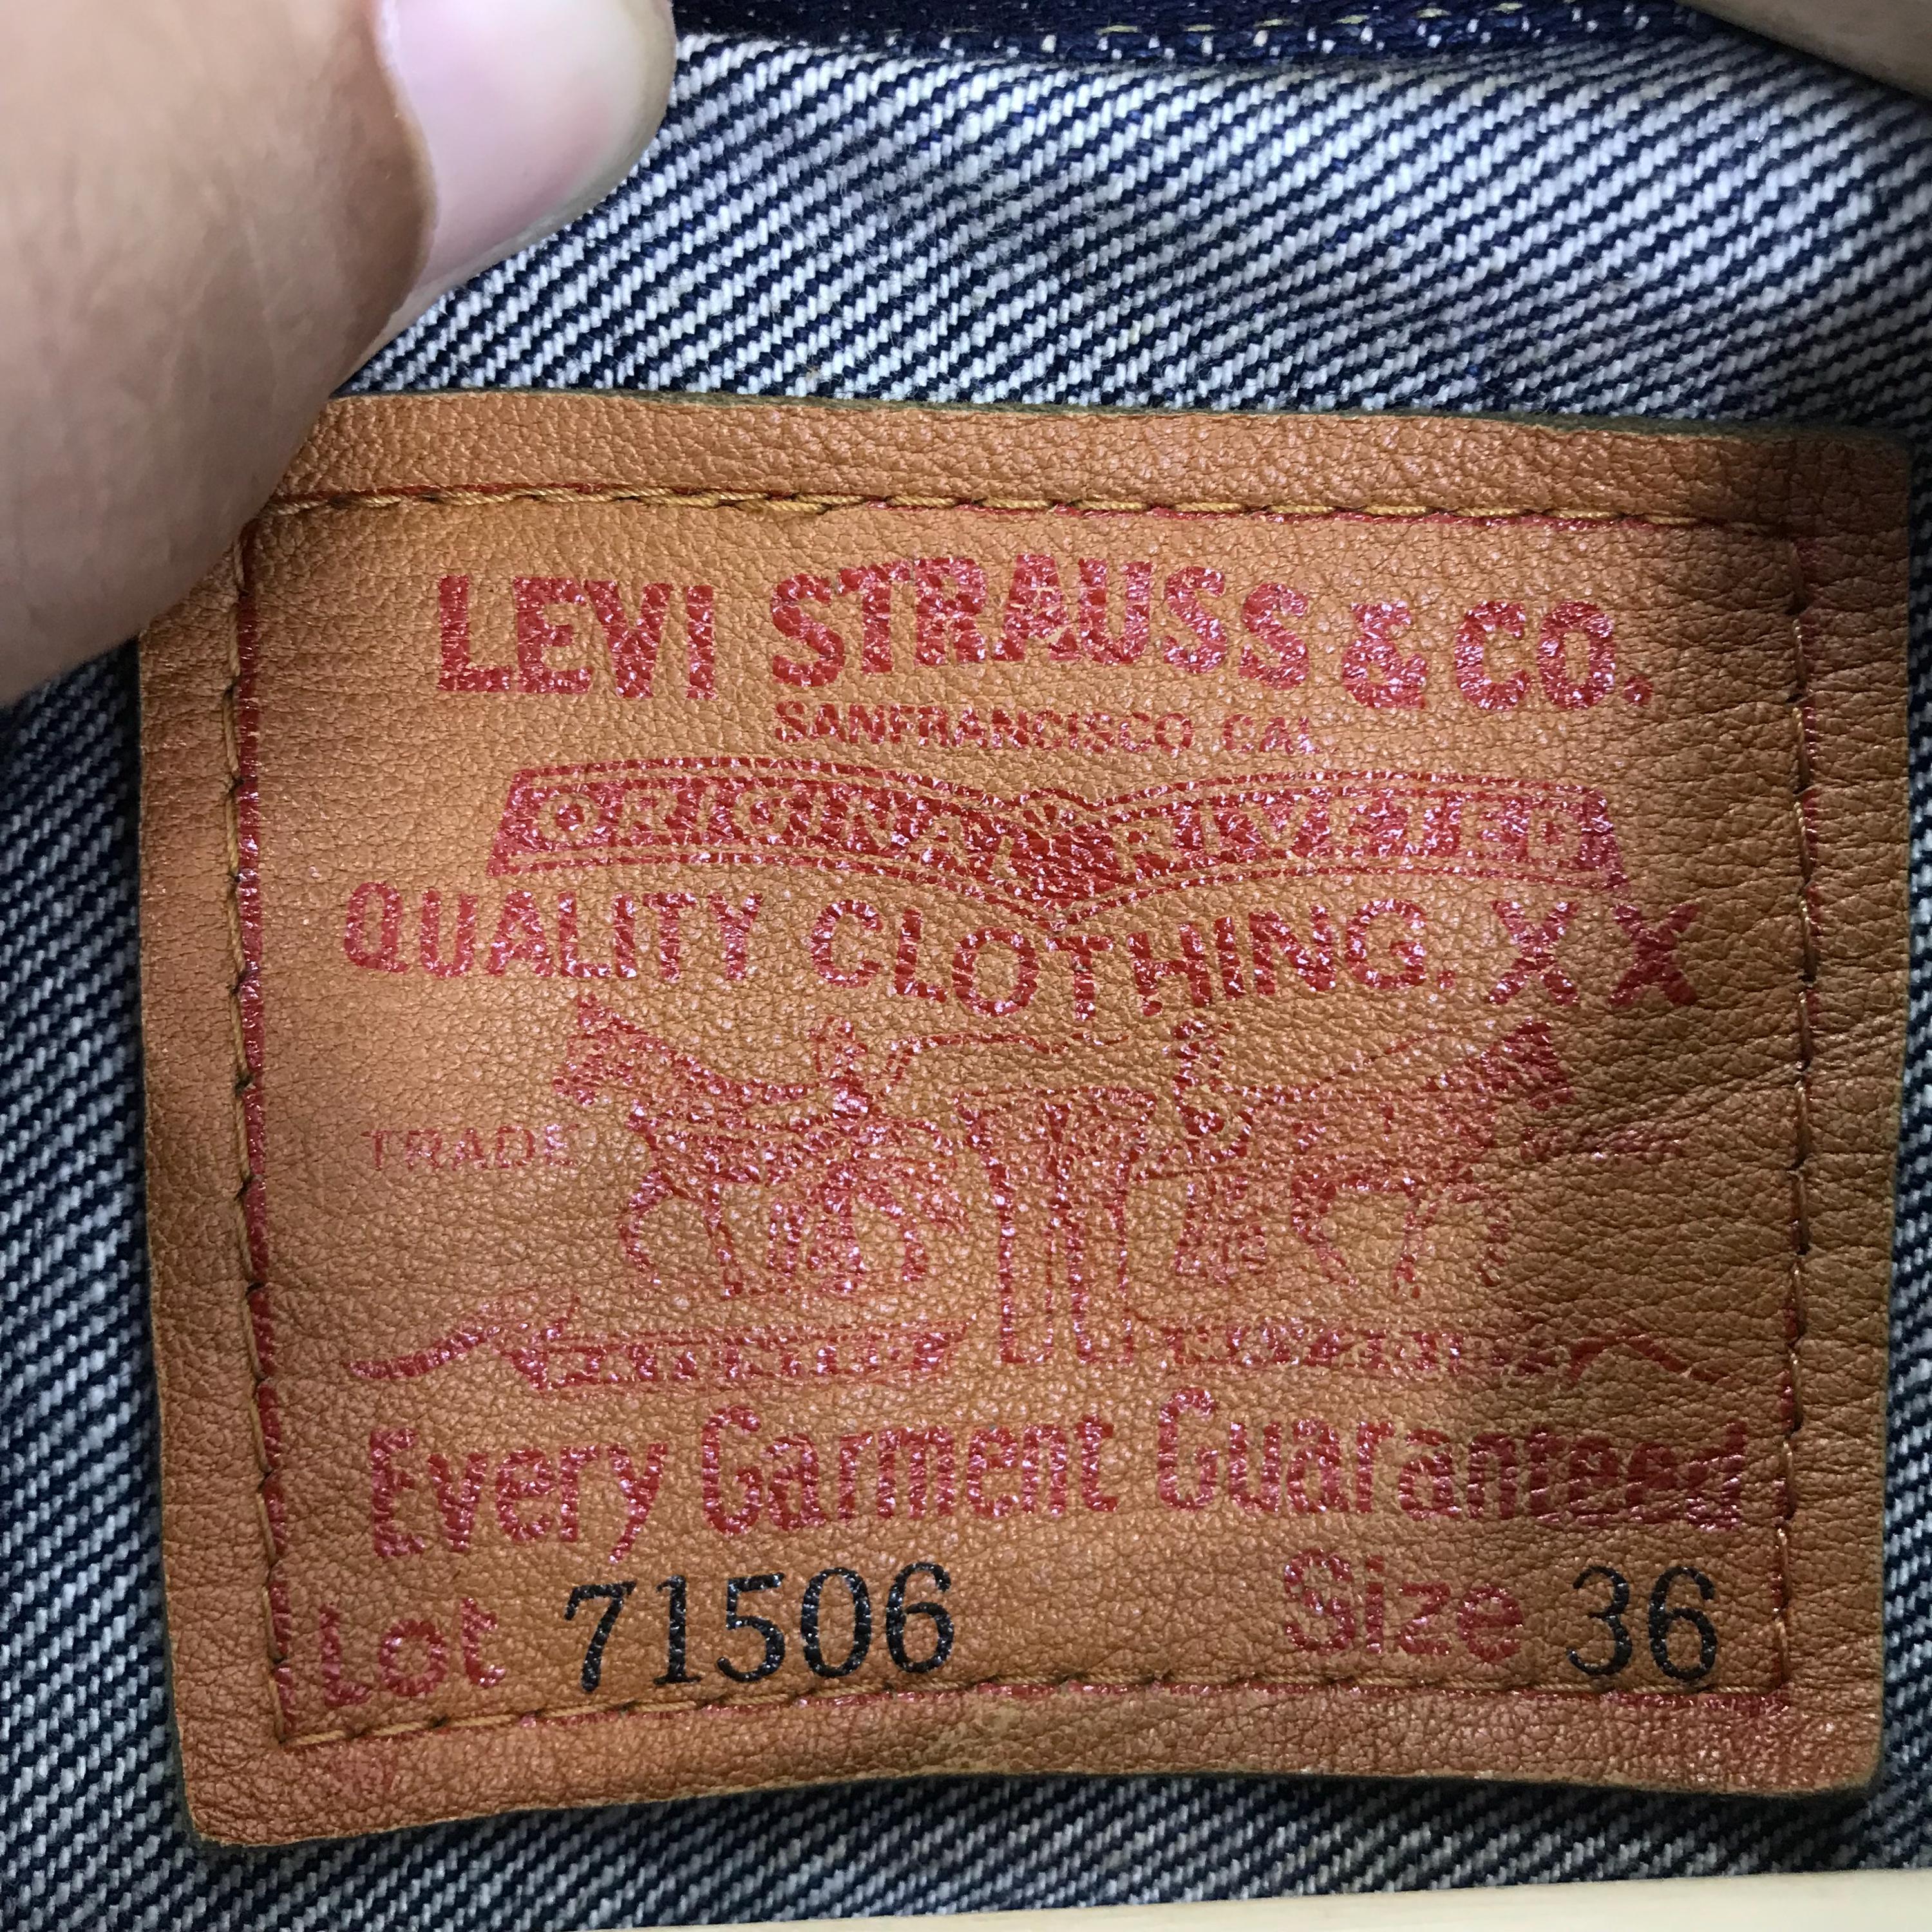 LEVI STRAUSS & CO.
SANFRANCISCO CAL.
ORIGINAL RIVETED
QUALITY CLOTHING. XX
TRADE
Every Garment Guaranteed
Lot 71506 Size 36